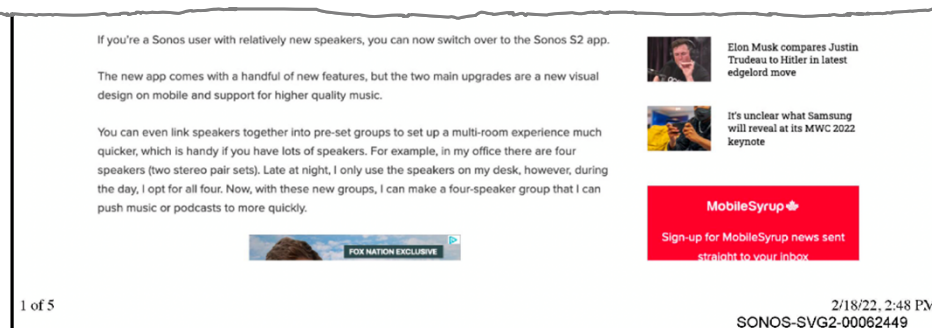 If you're a Sonos user with relatively new speakers, you can now switch over to the Sonos S2 app.
The new app comes with a handful of new features, but the two main upgrades are a new visual
design on mobile and support for higher quality music.
You can even link speakers together into pre-set groups to set up a multi-room experience much
quicker, which is handy if you have lots of speakers. For example, in my office there are four
speakers (two stereo pair sets). Late at night, I only use the speakers on my desk, however, during
the day, I opt for all four. Now, with these new groups, I can make a four-speaker group that I can
push music or podcasts to more quickly.
FOX NATION EXCLUSIVE
Elon Musk compares Justin
Trudeau to Hitler in latest
edgelord move
It's unclear what Samsung
will reveal at its MWC 2022
keynote
MobileSyrup
Sign-up for MobileSyrup news sent
straight to your inbox
1 of 5
2/18/22, 2:48 PM
SONOS-SVG2-00062449